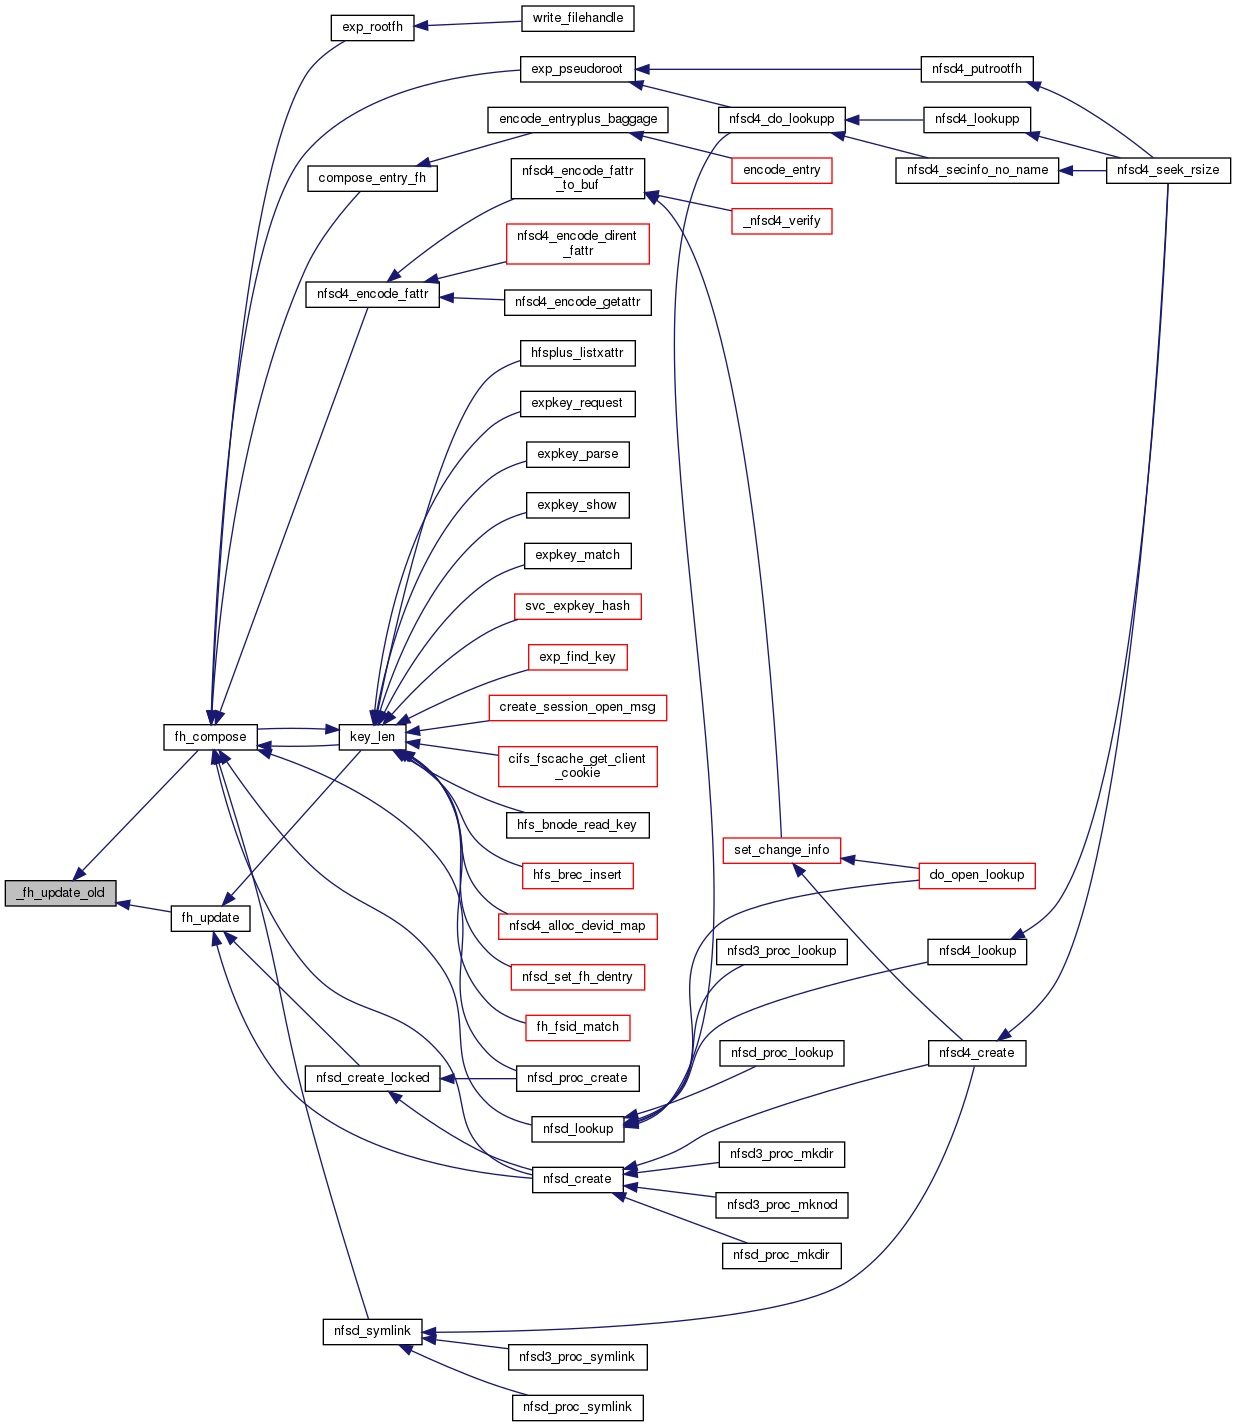 write_filehandle
exp_rootfh
exp_pseudoroot
nfsd4_putrootfh
encode_entryplus_baggage
nfsd4_do_lookupp
nfsd4_lookupp
compose_entry_fh
nfsd4_encode_fattr
_to_buf
encode_entry
nfsd4_secinfo_no_name
nfsd4_seek_rsize
_nfsd4_verify
nfsd4_encode_dirent
_fattr
nfsd4_encode_fattr
nfsd4_encode_getattr
hfsplus_listxattr
expkey_request
expkey_parse
expkey_show
expkey_match
svc_expkey_hash
exp_find_key
create_session_open_msg
fh_compose
key_len
cifs_fscache_get_client
_cookie
hfs_bnode_read_key
set_change_info
hfs_brec_insert
do_open_lookup
_fh_update_old
fh_update
nfsd4_alloc_devid_map
nfsd3_proc_lookup
nfsd4_lookup
nfsd_set_fh_dentry
fh_fsid_match
nfsd_proc_lookup
nfsd4_create
nfsd_create_locked
nfsd_proc_create
nfsd_lookup
nfsd3_proc_mkdir
nfsd_create
nfsd3_proc_mknod
nfsd_proc_mkdir
nfsd_symlink
nfsd3_proc_symlink
nfsd_proc_symlink